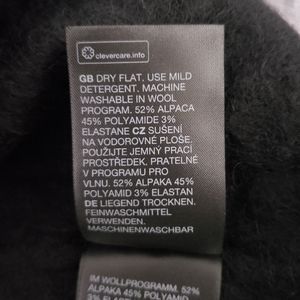 clevercare.info
GB DRY FLAT. USE MILD
DETERGENT. MACHINE
WASHABLE IN WOOL
PROGRAM. 52% ALPACA
45% POLYAMIDE 3%
ELASTANE CZ SUŠENÍ
NA VODOROVNÉ PLOŠE.
POUŽIJTE JEMNÝ PRACÍ
PROSTŘEDEK, PRATELNÉ
V PROGRAMU PRO
VLNU. 52% ALPAKA 45%
POLYAMID 3% ELASTAN
DE LIEGEND TROCKNEN.
FEINWASCHMITTEL
VERWENDEN.
MASCHINENWASCHBAR
IM WOLLPROGRAMM. 52%
ALPAKA 45% POLYAMID
3% ELASTAN